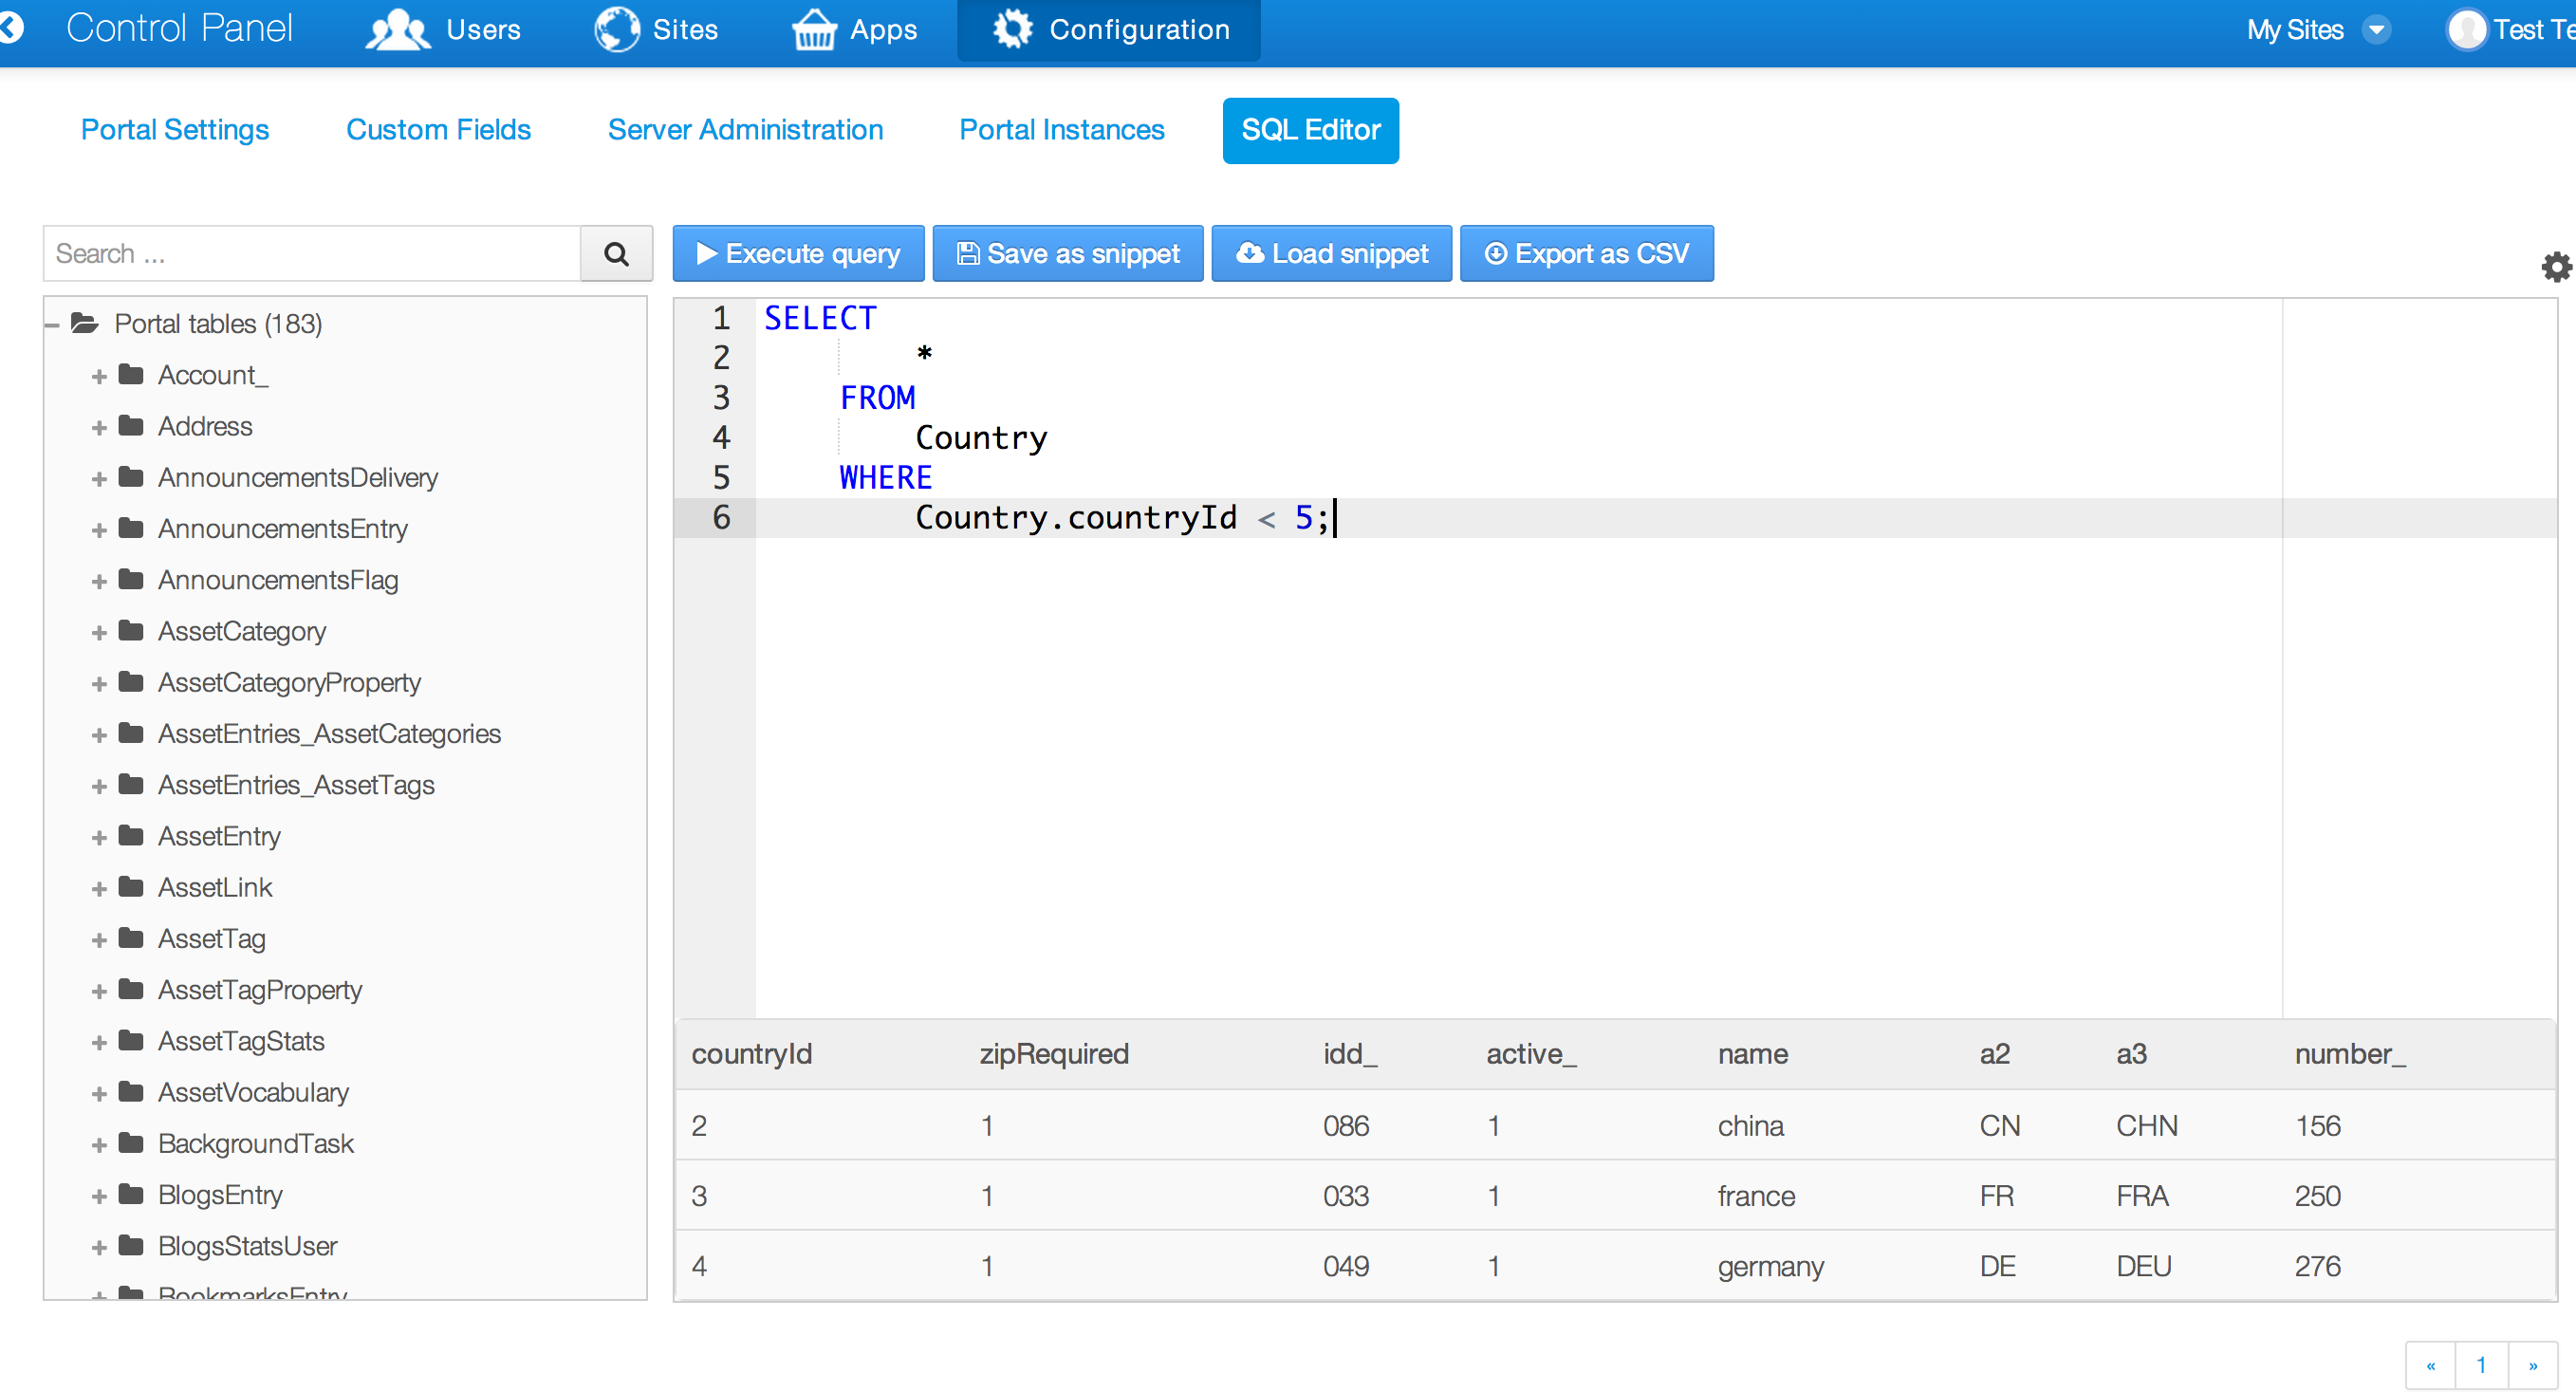 Control Panel Users Sites Apps Configuration My Sites Test Te
Portal Settings Custom Fields Server Administration Portal Instances SQL Editor
Search ... Execute query Save as snippet Load snippet Export as CSV
Portal tables (183)
Account_
Address
AnnouncementsDelivery
AnnouncementsEntry
AnnouncementsFlag
AssetCategory
AssetCategoryProperty
AssetEntries_AssetCategories
AssetEntries_AssetTags
AssetEntry
AssetLink
AssetTag
AssetTagProperty
AssetTagStats
AssetVocabulary
BackgroundTask
BlogsEntry
BlogsStatsUser
BookmarksEntry
1 SELECT
2 *
3 FROM
4 Country
5 WHERE
6 Country.countryId < 5;
countryId zipRequired idd_ active_ name a2 a3 number_
2 1 086 1 china CN CHN 156
3 1 033 1 france FR FRA 250
4 1 049 1 germany DE DEU 276
« 1 »